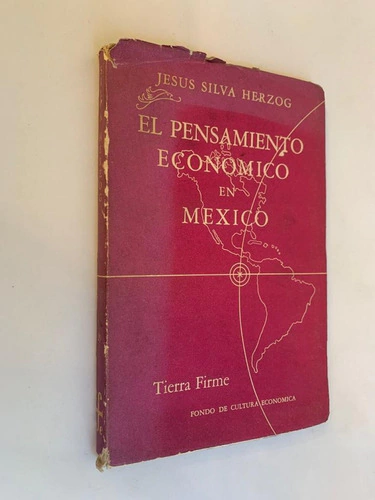 JESUS SILVA HERZOG
EL PENSAMIENTO
ECONOMICO
EN
MEXICO
Tierra Firme
FONDO DE CULTURA ECONOMICA